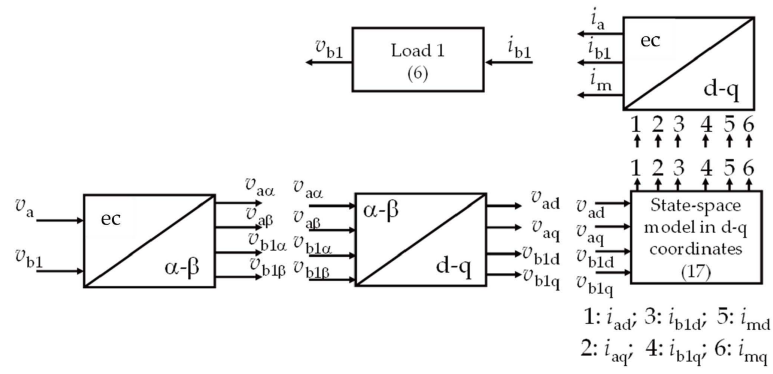 v_b1
Load 1
(6)
i_b1
i_a
i_b1
i_m
ec
d-q
1 2 3 4 5 6
1 2 3 4 5 6
v_a
v_b1
ec
α-β
v_aα
v_aβ
v_b1α
v_b1β
v_aα
v_aβ
v_b1α
v_b1β
α-β
d-q
v_ad
v_aq
v_b1d
v_b1q
v_ad
v_aq
v_b1d
v_b1q
State-space
model in d-q
coordinates
(17)
1: i_ad; 3: i_b1d; 5: i_md
2: i_aq; 4: i_b1q; 6: i_mq